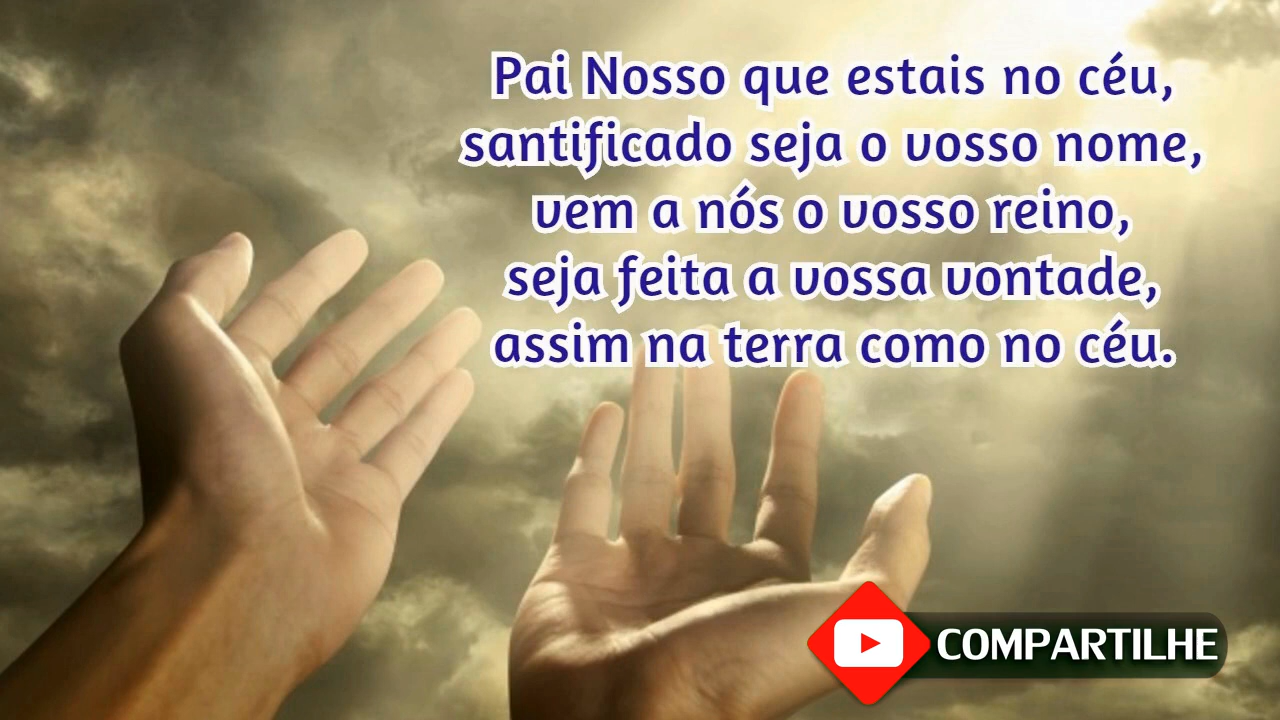 Pai Nosso que estais no céu,
santificado seja o vosso nome,
vem a nós o vosso reino,
seja feita a vossa vontade,
assim na terra como no céu.
COMPARTILHE